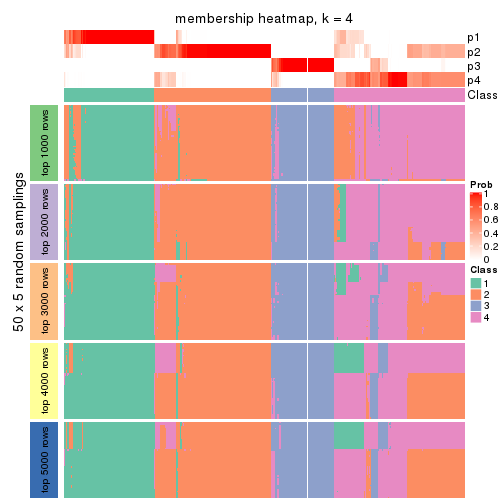 membership heatmap, k = 4
p1
p2
p3
p4
Class
50 x 5 random samplings
top 1000 rows
top 2000 rows
top 3000 rows
top 4000 rows
top 5000 rows
Prob
1
0.8
0.6
0.4
0.2
0
Class
1
2
3
4